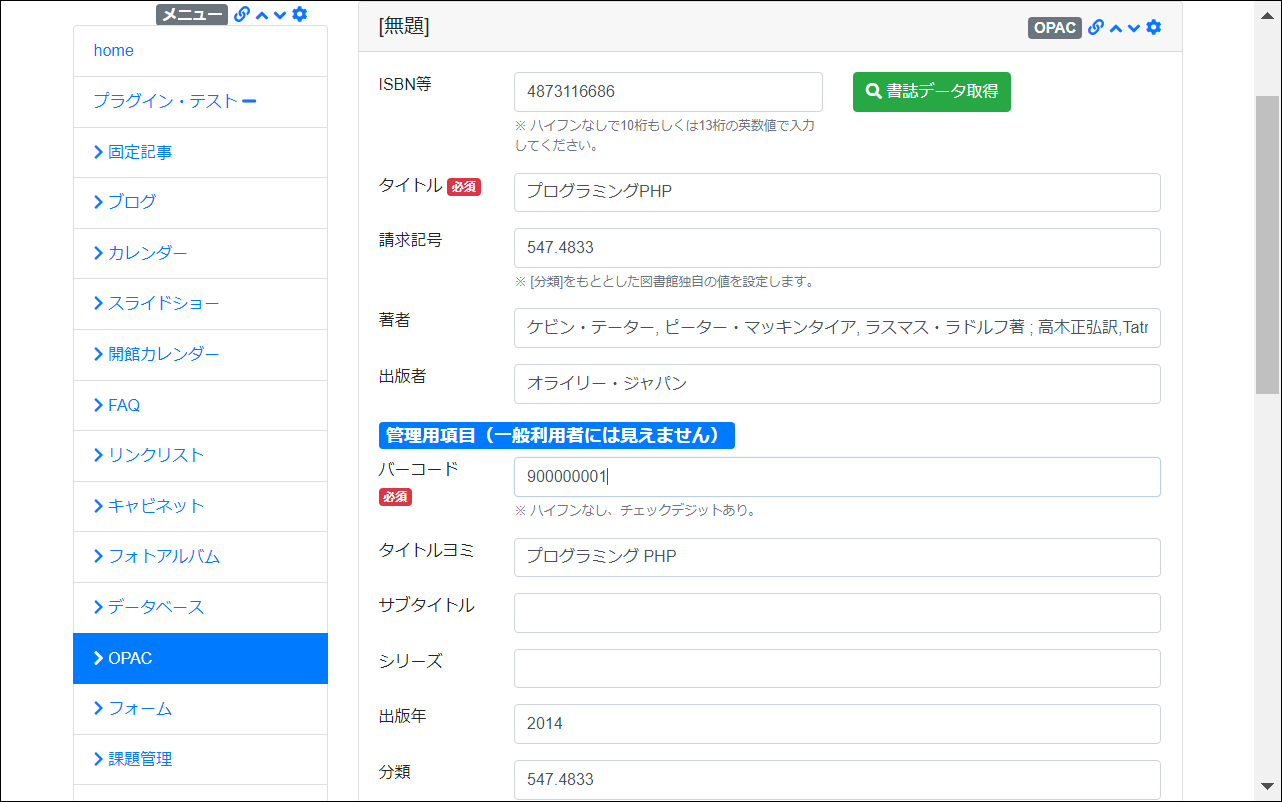 メニュー
home
プラグイン・テスト
固定記事
ブログ
カレンダー
スライドショー
開館カレンダー
FAQ
リンクリスト
キャビネット
フォトアルバム
データベース
OPAC
フォーム
課題管理
[無題]
OPAC
ISBN等
4873116686
書誌データ取得
※ ハイフンなしで10桁もしくは13桁の英数値で入力
してください。
タイトル 必須
プログラミングPHP
請求記号
547.4833
※ [分類]をもととした図書館独自の値を設定します。
著者
ケビン・テーター, ピーター・マッキンタイア, ラスマス・ラドルフ著 ; 高木正弘訳,Tatr
出版者
オライリー・ジャパン
管理用項目（一般利用者には見えません）
バーコード
必須
900000001
※ ハイフンなし、チェックデジットあり。
タイトルヨミ
プログラミング PHP
サブタイトル
シリーズ
出版年
2014
分類
547.4833